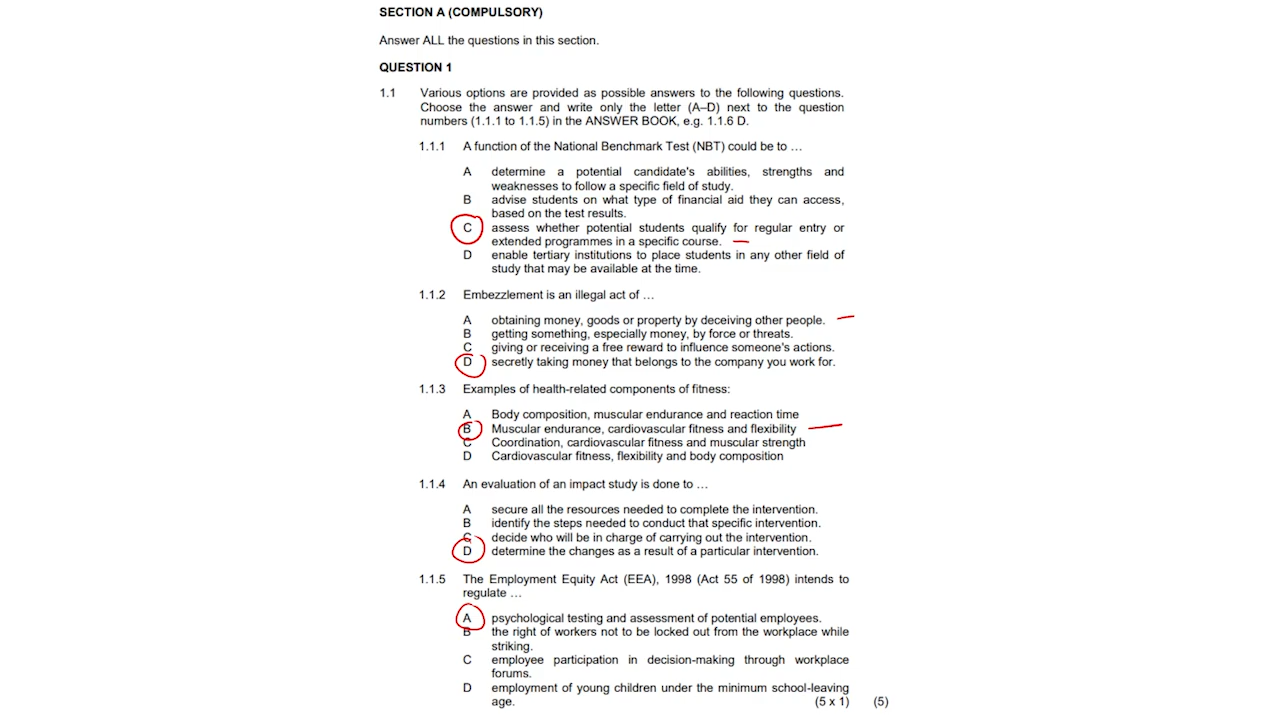 SECTION A (COMPULSORY)
Answer ALL the questions in this section.
QUESTION 1
1.1 Various options are provided as possible answers to the following questions.
Choose the answer and write only the letter (A–D) next to the question
numbers (1.1.1 to 1.1.5) in the ANSWER BOOK, e.g. 1.1.6 D.
1.1.1 A function of the National Benchmark Test (NBT) could be to …
A determine a potential candidate's abilities, strengths and
weaknesses to follow a specific field of study.
B advise students on what type of financial aid they can access,
based on the test results.
C assess whether potential students qualify for regular entry or
extended programmes in a specific course.
D enable tertiary institutions to place students in any other field of
study that may be available at the time.
1.1.2 Embezzlement is an illegal act of …
A obtaining money, goods or property by deceiving other people.
B getting something, especially money, by force or threats.
C giving or receiving a free reward to influence someone's actions.
D secretly taking money that belongs to the company you work for.
1.1.3 Examples of health-related components of fitness:
A Body composition, muscular endurance and reaction time
B Muscular endurance, cardiovascular fitness and flexibility
C Coordination, cardiovascular fitness and muscular strength
D Cardiovascular fitness, flexibility and body composition
1.1.4 An evaluation of an impact study is done to …
A secure all the resources needed to complete the intervention.
B identify the steps needed to conduct that specific intervention.
C decide who will be in charge of carrying out the intervention.
D determine the changes as a result of a particular intervention.
1.1.5 The Employment Equity Act (EEA), 1998 (Act 55 of 1998) intends to
regulate …
A psychological testing and assessment of potential employees.
B the right of workers not to be locked out from the workplace while
striking.
C employee participation in decision-making through workplace
forums.
D employment of young children under the minimum school-leaving
age. (5 x 1) (5)